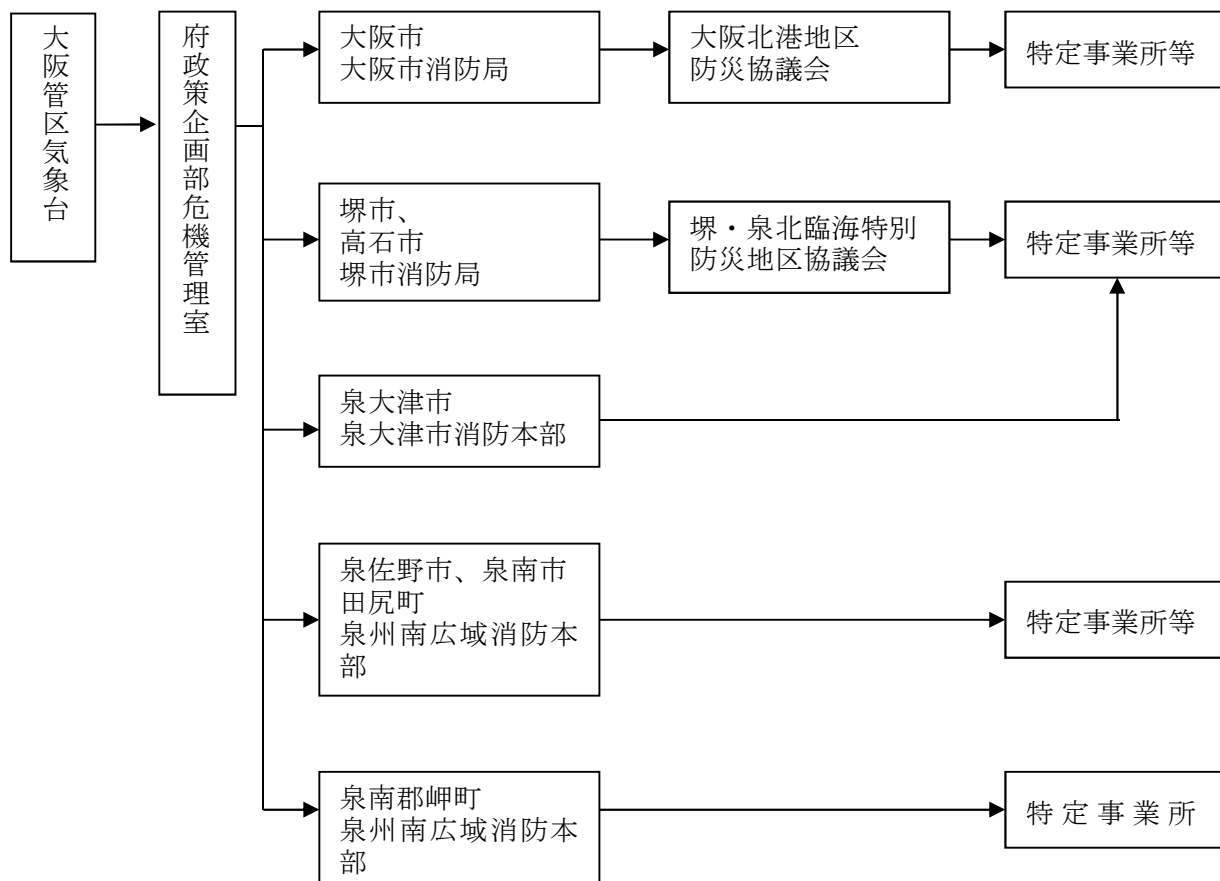 大阪管区気象台
府政策企画部危機管理室
大阪市
大阪市消防局
大阪北港地区
防災協議会
特定事業所等
堺市、
高石市
堺市消防局
堺・泉北臨海特別
防災地区協議会
特定事業所等
泉大津市
泉大津市消防本部
泉佐野市、泉南市
田尻町
泉州南広域消防本
部
特定事業所等
泉南郡岬町
泉州南広域消防本
部
特 定 事 業 所